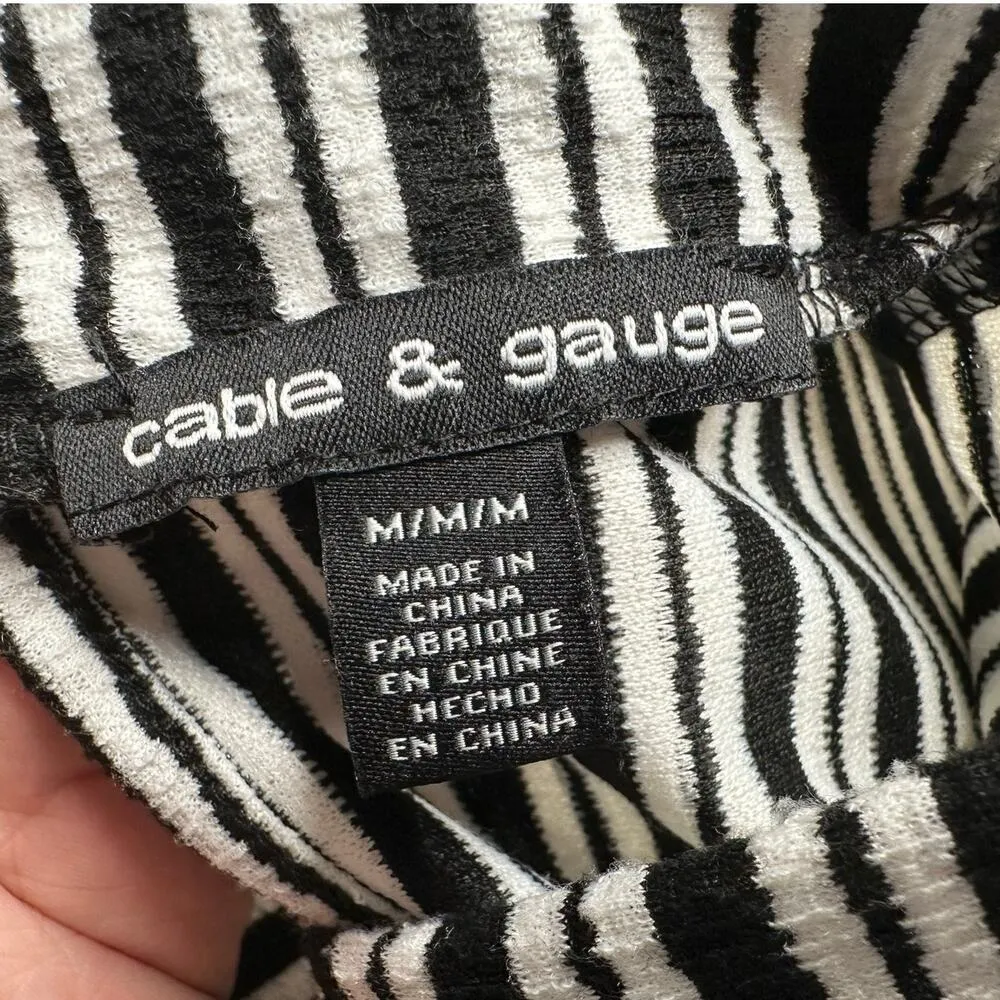 cable & gauge
M/M/M
MADE IN
CHINA
FABRIQUE
EN CHINE
HECHO
EN CHINA